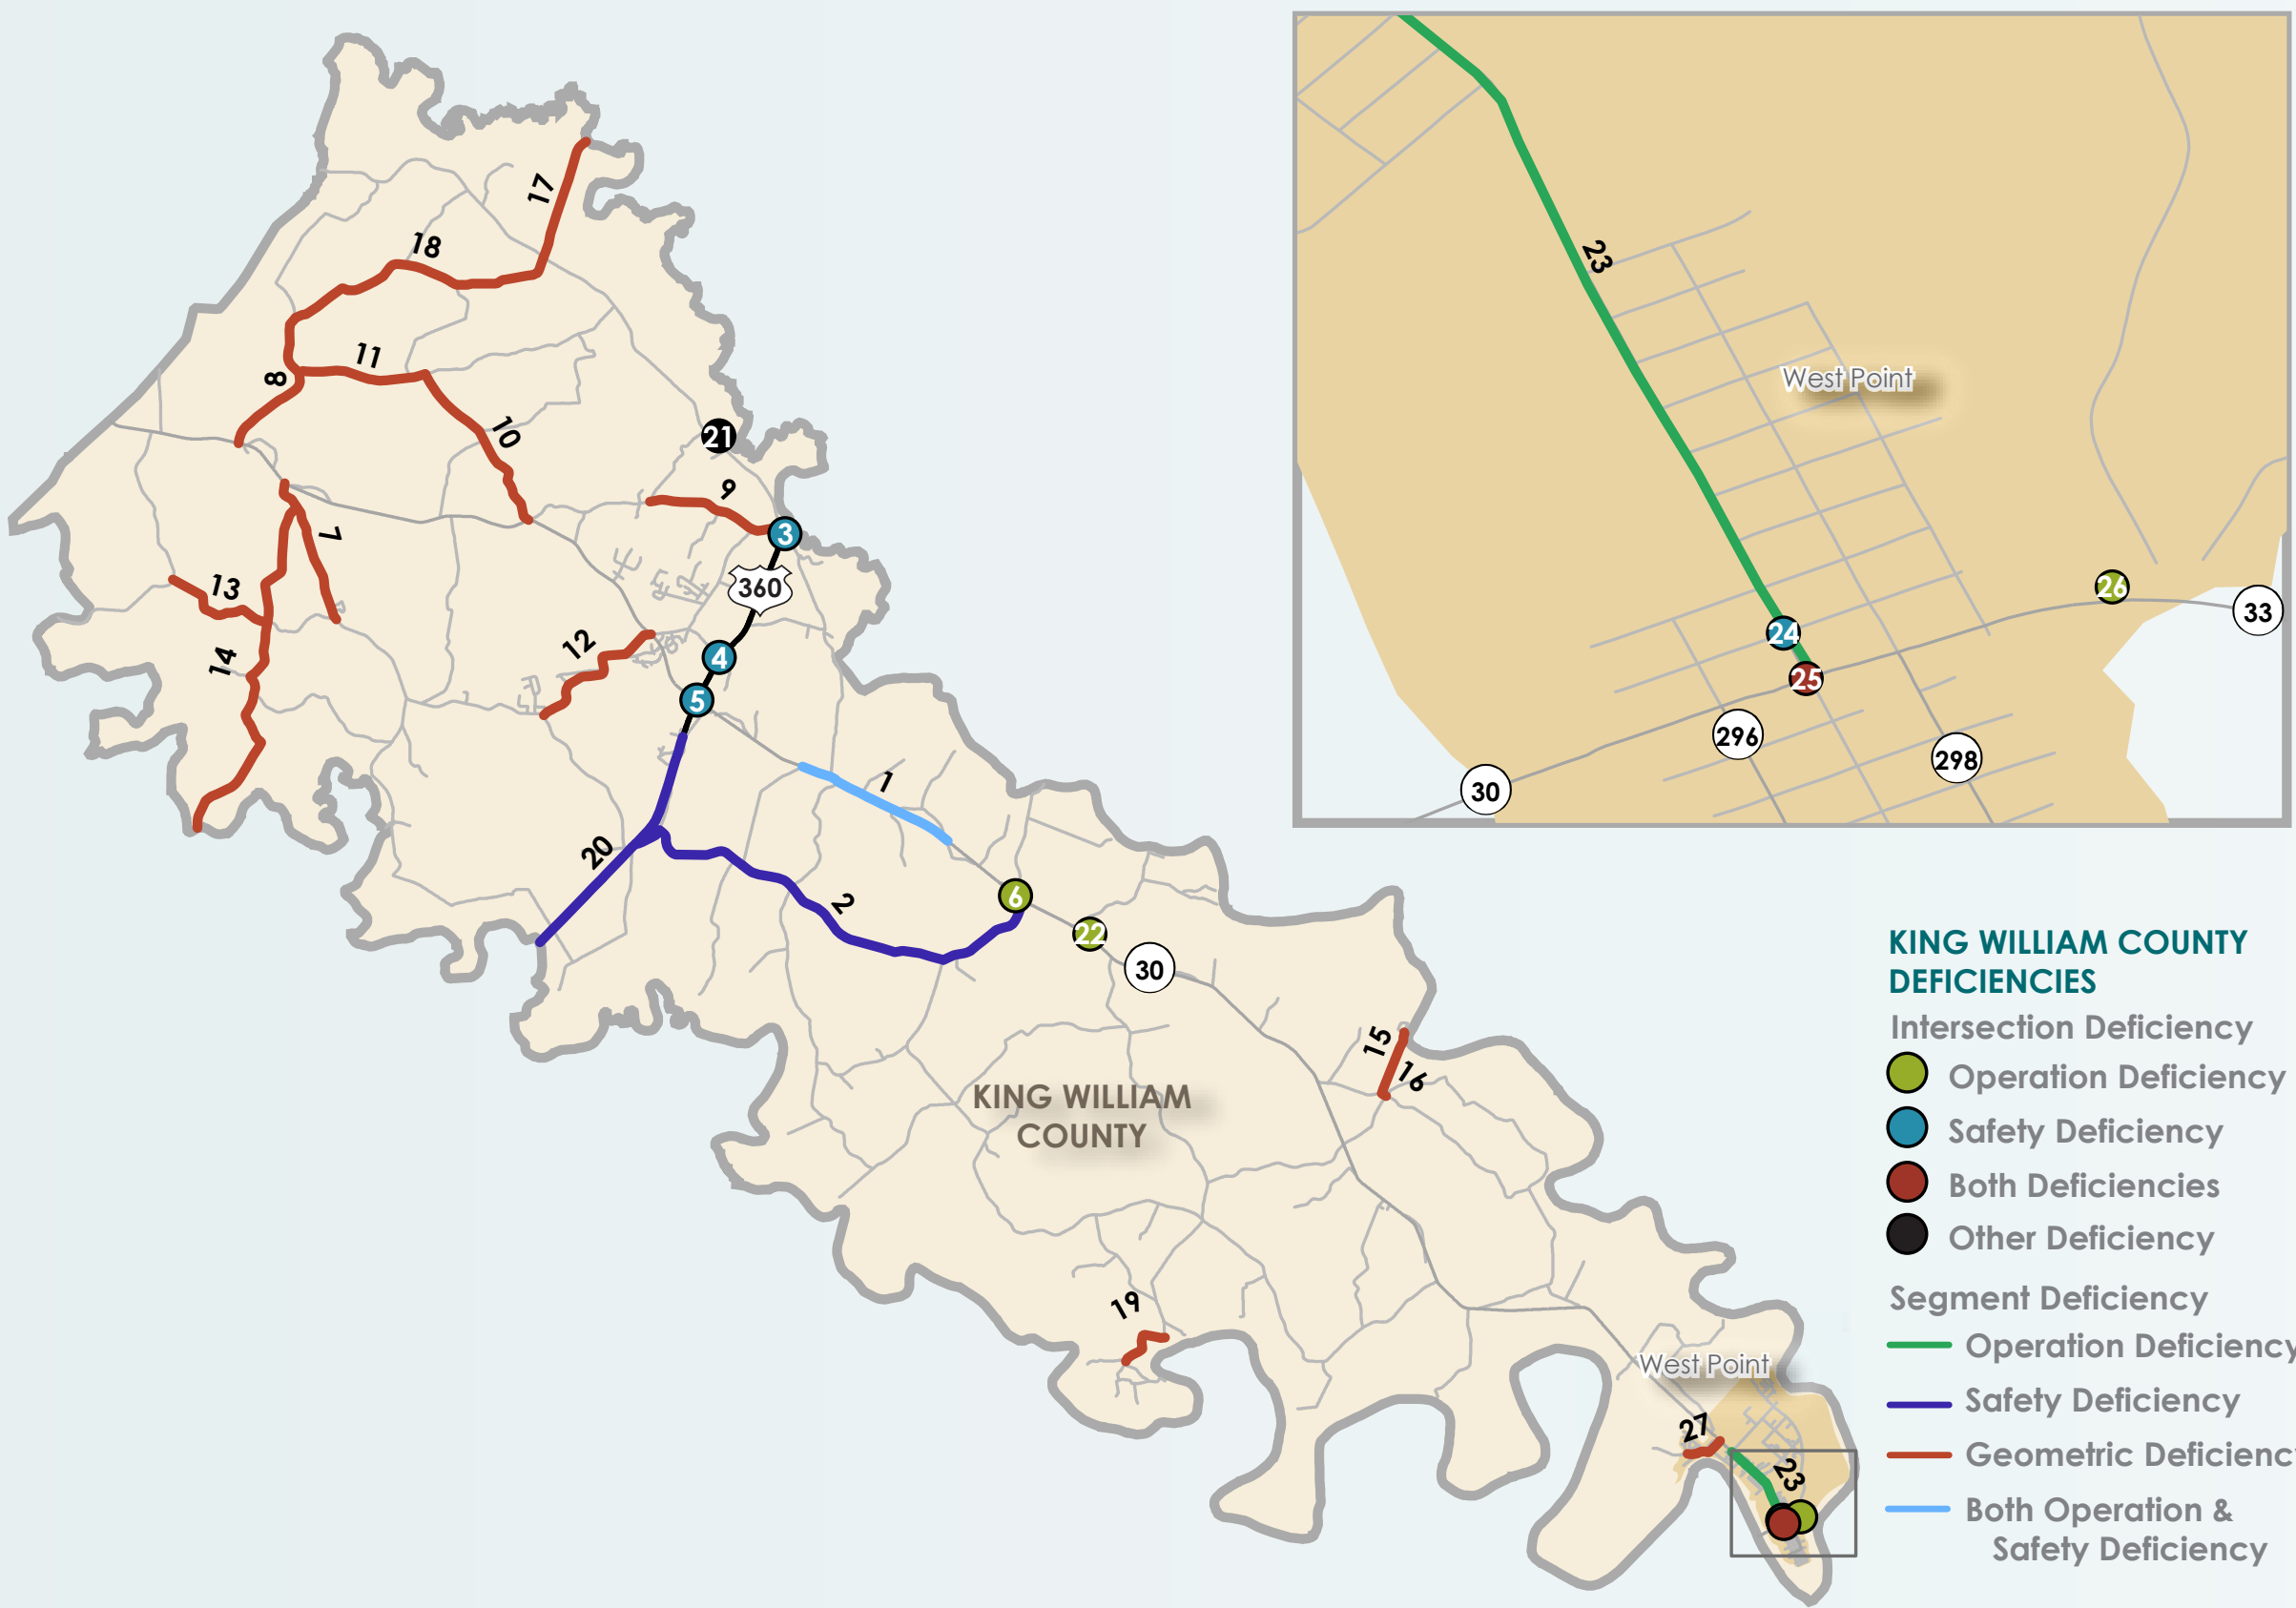 17
18
11
8
10
21
9
3
7
360
13
12
4
14
5
1
20
2
6
22
30
15
16
KING WILLIAM
COUNTY
19
West Point
27
23
23
West Point
26
33
24
25
296
298
30
KING WILLIAM COUNTY
DEFICIENCIES
Intersection Deficiency
Operation Deficiency
Safety Deficiency
Both Deficiencies
Other Deficiency
Segment Deficiency
Operation Deficiency
Safety Deficiency
Geometric Deficienc
Both Operation &
Safety Deficiency